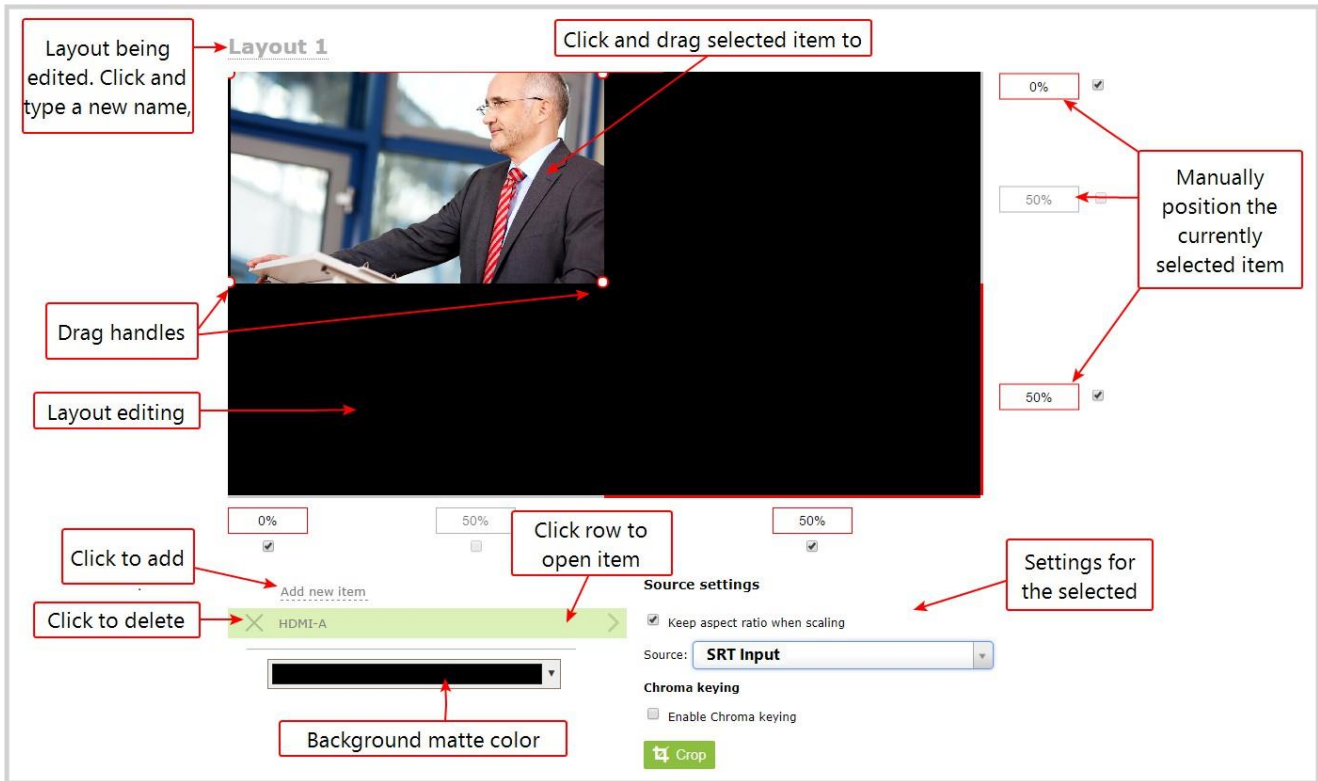 Layout being
edited. Click and
type a new name,
Layout 1
Click and drag selected item to
0%
50%
Manually
position the
currently
selected item
50%
Drag handles
Layout editing
0%
50%
50%
Click row to
open item
Click to add
.
Add new item
Click to delete
HDMI-A
Background matte color
Source settings
Keep aspect ratio when scaling
Source: SRT Input
Chroma keying
Enable Chroma keying
Crop
Settings for
the selected